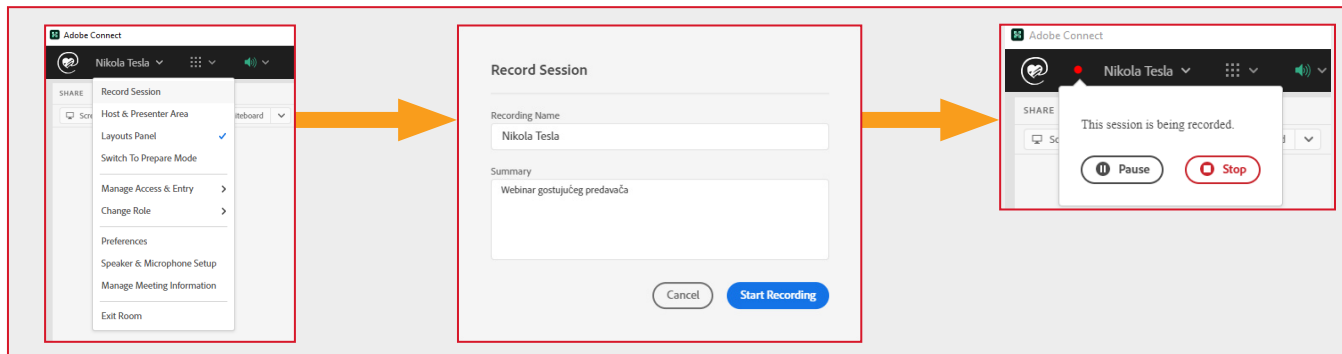 Adobe Connect
Nikola Tesla
SHARE
Record Session
Host & Presenter Area
Layouts Panel
Switch To Prepare Mode
Manage Access & Entry
Change Role
Preferences
Speaker & Microphone Setup
Manage Meeting Information
Exit Room
Record Session
Recording Name
Nikola Tesla
Summary
Webinar gostujućeg predavača
Cancel
Start Recording
Adobe Connect
Nikola Tesla
SHARE
This session is being recorded.
Pause
Stop